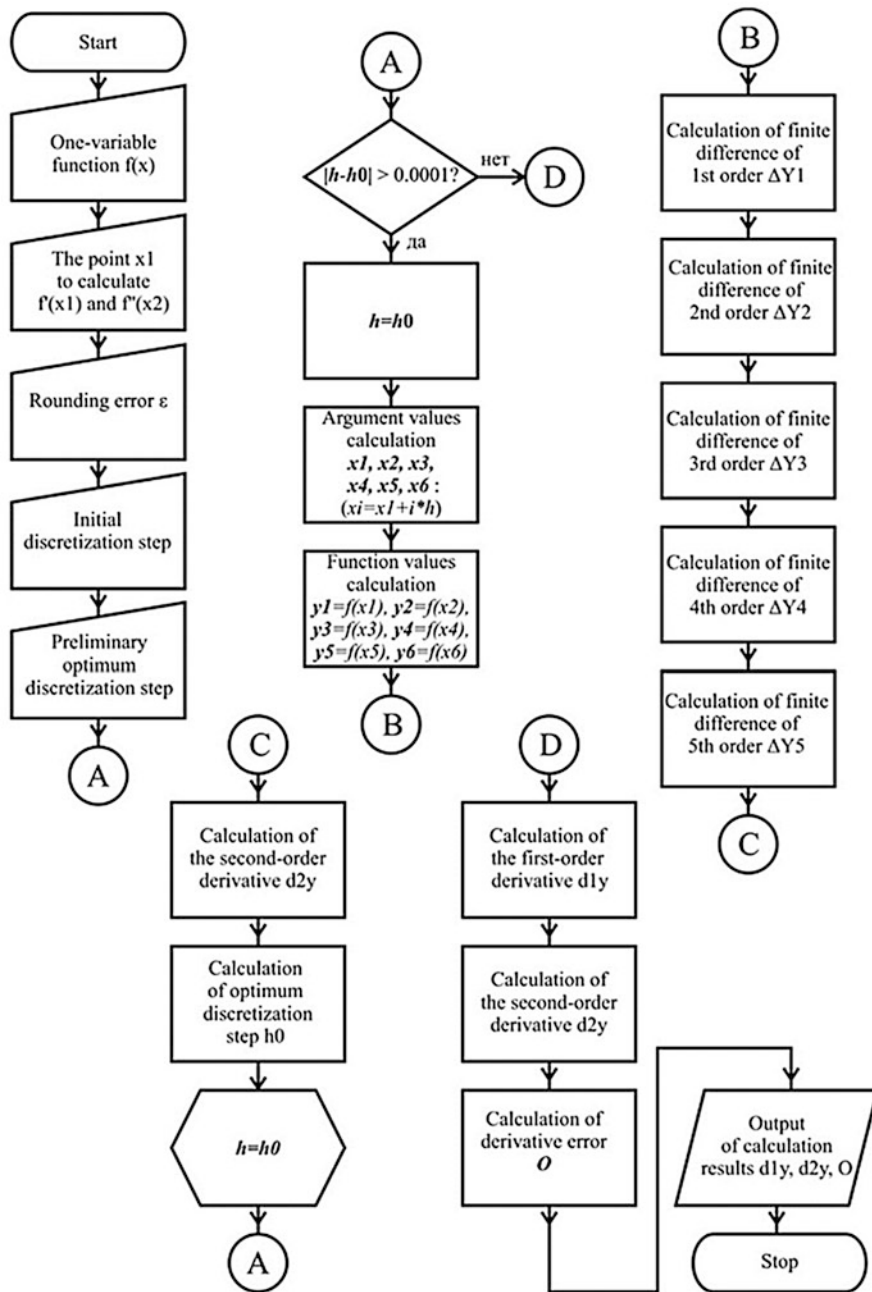 Start
One-variable
function f(x)
The point x1
to calculate
f'(x1) and f''(x2)
Rounding error ε
Initial
discretization step
Preliminary
optimum
discretization step
A
A
|h-h0| > 0.0001?
нет
D
да
h=h0
Argument values
calculation
x1, x2, x3,
x4, x5, x6 :
(xi=x1+i*h)
Function values
calculation
y1=f(x1), y2=f(x2),
y3=f(x3), y4=f(x4),
y5=f(x5), y6=f(x6)
B
B
Calculation of finite
difference of
1st order ΔY1
Calculation of finite
difference of
2nd order ΔY2
Calculation of finite
difference of
3rd order ΔY3
Calculation of finite
difference of
4th order ΔY4
Calculation of finite
difference of
5th order ΔY5
C
C
Calculation of
the second-order
derivative d2y
Calculation
of optimum
discretization
step h0
h=h0
A
D
Calculation of
the first-order
derivative d1y
Calculation of
the second-order
derivative d2y
Calculation of
derivative error
O
Output
of calculation
results d1y, d2y, O
Stop